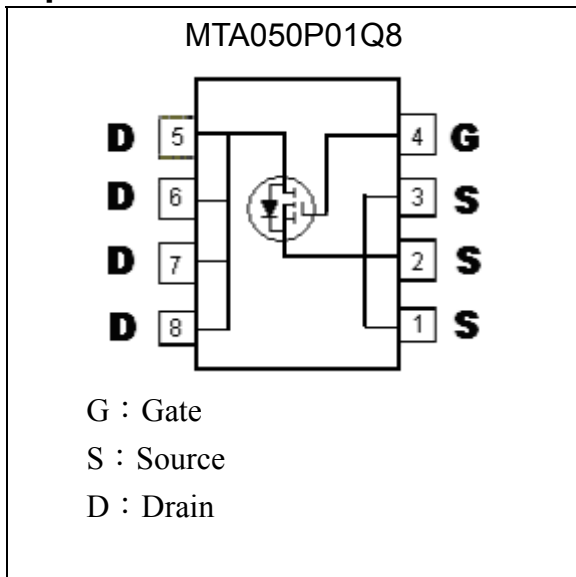 MTA050P01Q8
D 5 4 G
D 6 3 S
D 7 2 S
D 8 1 S
G：Gate
S：Source
D：Drain